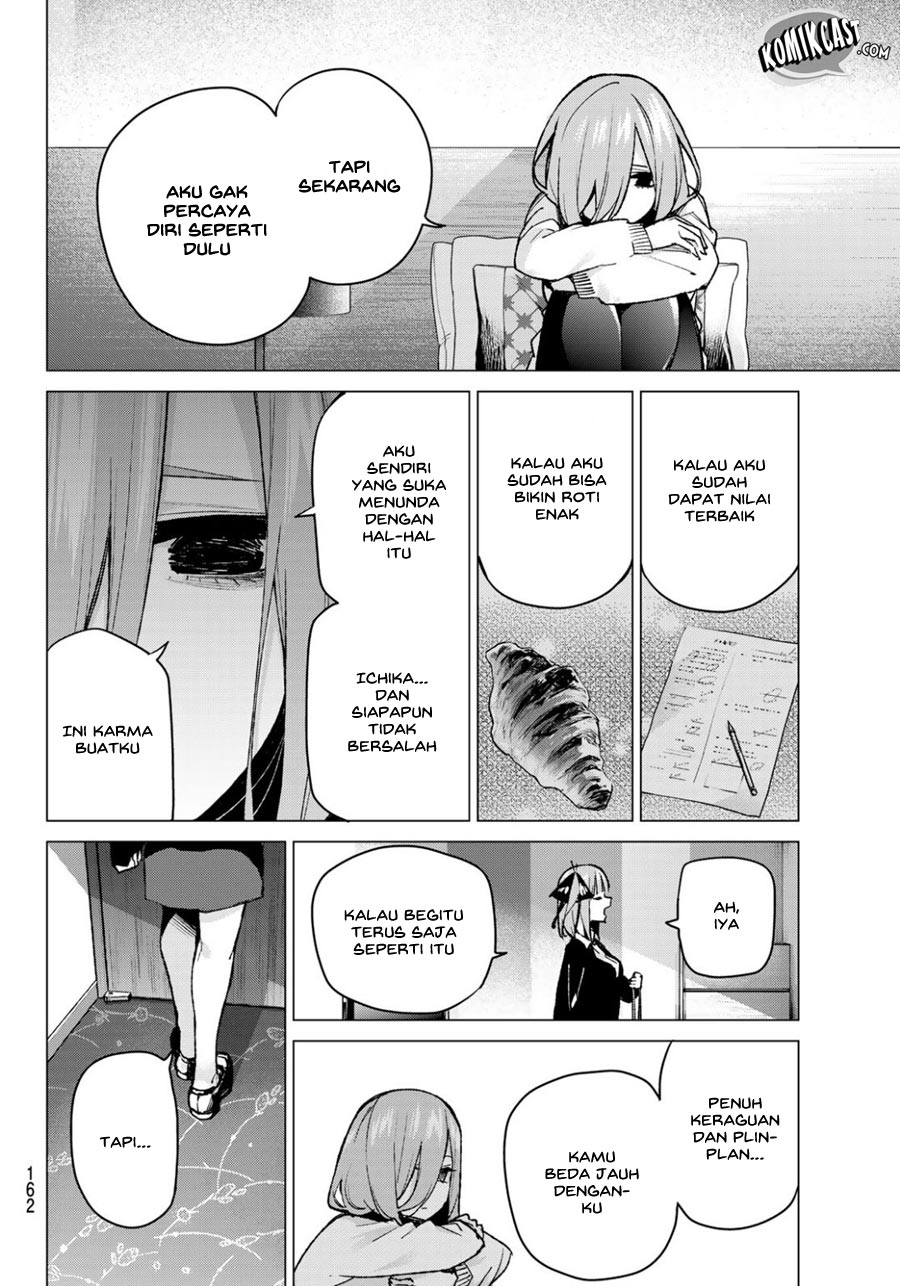 KOMIKCAST.COM
TAPI
SEKARANG
AKU GAK
PERCAYA
DIRI SEPERTI
DULU
KALAU AKU
SUDAH
DAPAT NILAI
TERBAIK
KALAU AKU
SUDAH BISA
BIKIN ROTI
ENAK
AKU
SENDIRI
YANG SUKA
MENUNDA
DENGAN
HAL-HAL
ITU
ICHIKA...
DAN
SIAPAPUN
TIDAK
BERSALAH
INI KARMA
BUATKU
AH,
IYA
KALAU BEGITU
TERUS SAJA
SEPERTI ITU
TAPI...
PENUH
KERAGUAN
DAN PLIN-
PLAN...
KAMU
BEDA JAUH
DENGAN-
KU
162